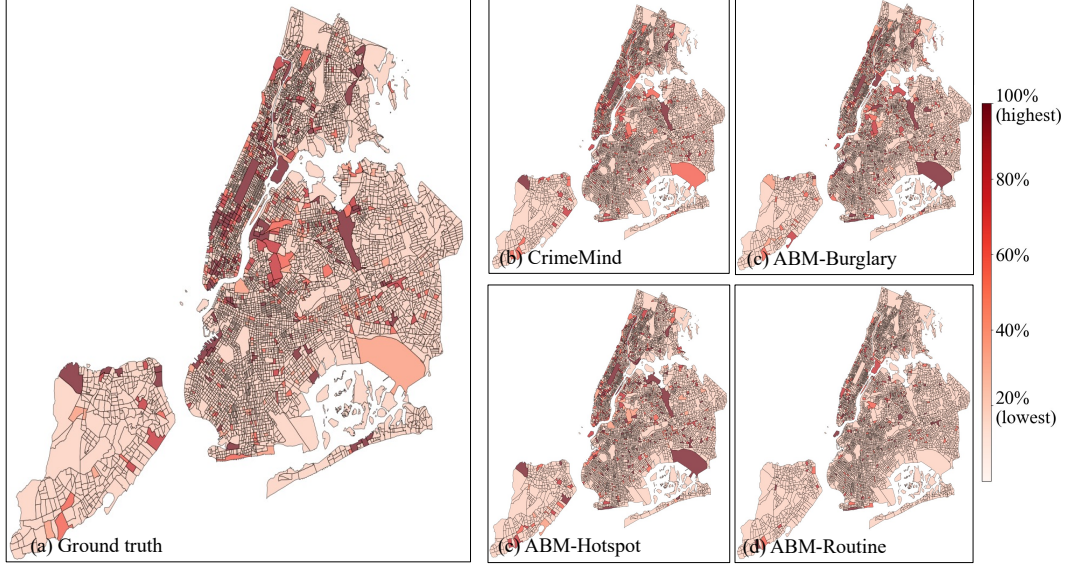 (a) Ground truth
(b) CrimeMind
(c) ABM-Burglary
(e) ABM-Hotspot
(d) ABM-Routine
100%
(highest)
80%
60%
40%
20%
(lowest)